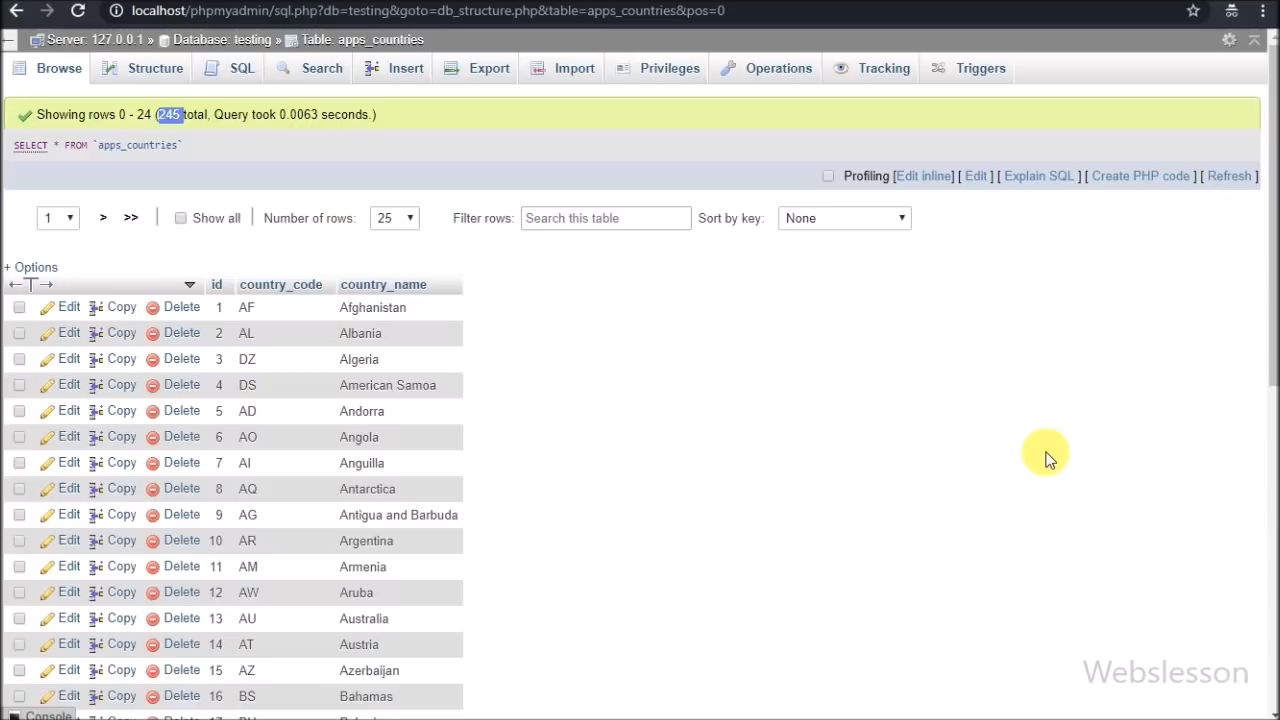 localhost/phpmyadmin/sql.php?db=testing&goto=db_structure.php&table=apps_countries&pos=0
Server: 127.0.0.1 » Database: testing » Table: apps_countries
Browse Structure SQL Search Insert Export Import Privileges Operations Tracking Triggers
Showing rows 0 - 24 (245 total, Query took 0.0063 seconds.)
SELECT * FROM `apps_countries`
Profiling [Edit inline] [ Edit ] [ Explain SQL ] [ Create PHP code ] [ Refresh ]
1 > >> Show all Number of rows: 25 Filter rows: Search this table Sort by key: None
+ Options
id country_code country_name
Edit Copy Delete 1 AF Afghanistan
Edit Copy Delete 2 AL Albania
Edit Copy Delete 3 DZ Algeria
Edit Copy Delete 4 DS American Samoa
Edit Copy Delete 5 AD Andorra
Edit Copy Delete 6 AO Angola
Edit Copy Delete 7 AI Anguilla
Edit Copy Delete 8 AQ Antarctica
Edit Copy Delete 9 AG Antigua and Barbuda
Edit Copy Delete 10 AR Argentina
Edit Copy Delete 11 AM Armenia
Edit Copy Delete 12 AW Aruba
Edit Copy Delete 13 AU Australia
Edit Copy Delete 14 AT Austria
Edit Copy Delete 15 AZ Azerbaijan
Edit Copy Delete 16 BS Bahamas
Webslesson
Console